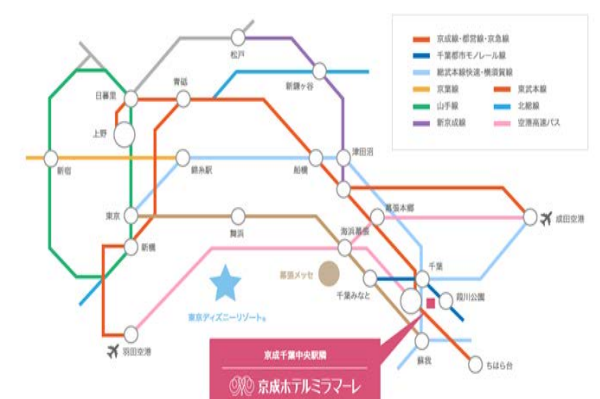 京成線・都営線・京急線
千葉都市モノレール線
総武本線快速・横須賀線
京葉線
東武本線
山手線
北総線
新京成線
空港高速バス
松戸
新鎌ヶ谷
青砥
日暮里
上野
新宿
錦糸駅
船橋
津田沼
東京
舞浜
幕張本郷
成田空港
新橋
海浜幕張
千葉
幕張メッセ
千葉みなと
葭川公園
東京ディズニーリゾート®
羽田空港
蘇我
ちはら台
京成千葉中央駅隣
京成ホテルミラマーレ